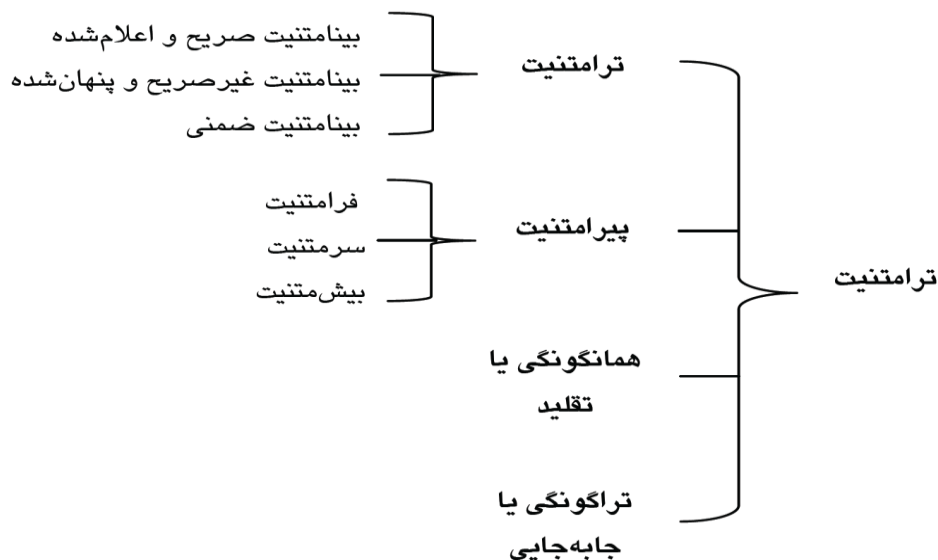 ترامتنیت
ترامتنیت
بینامتنیت صریح و اعلام‌شده
بینامتنیت غیرصریح و پنهان‌شده
بینامتنیت ضمنی
پیرامتنیت
فرامتنیت
سرمتنیت
بیش‌متنیت
همانگونگی یا
تقلید
تراگونگی یا
جابه‌جایی